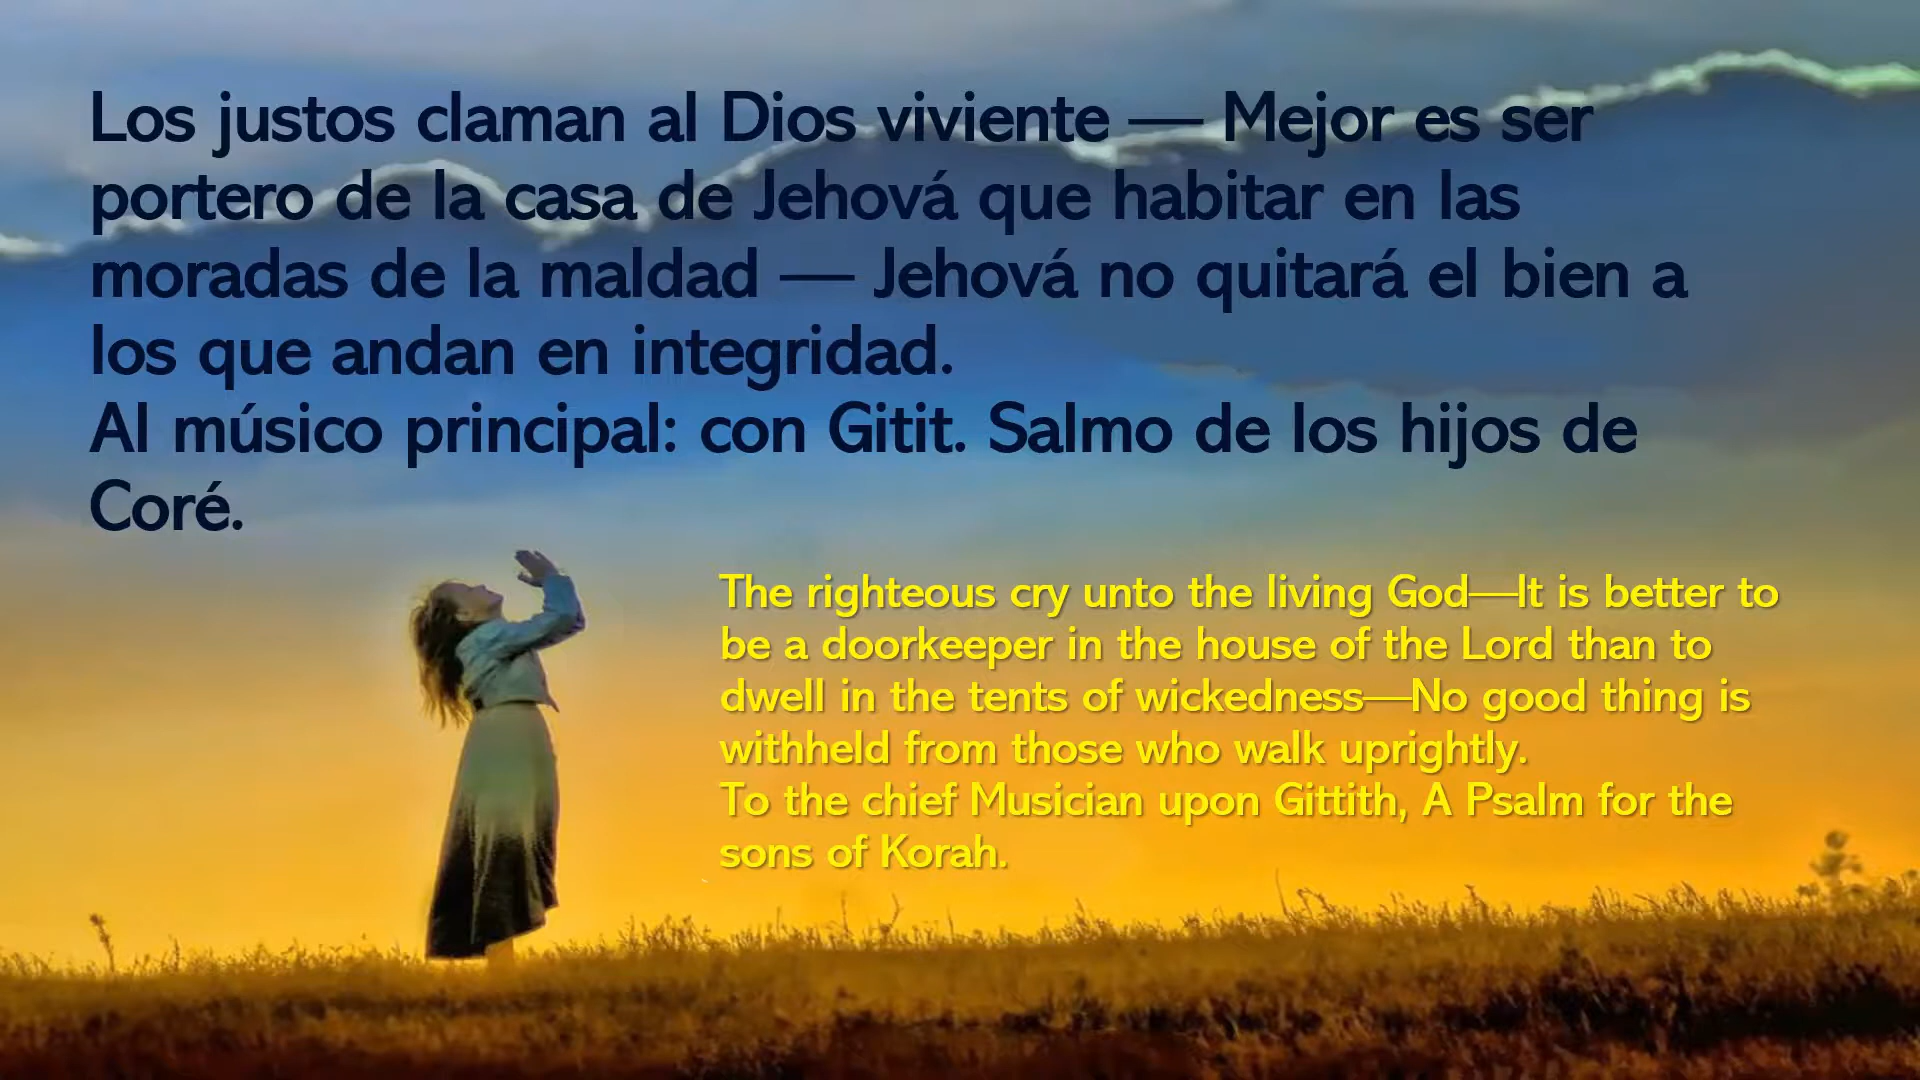 Los justos claman al Dios viviente — Mejor es ser
portero de la casa de Jehová que habitar en las
moradas de la maldad — Jehová no quitará el bien a
los que andan en integridad.
Al músico principal: con Gitit. Salmo de los hijos de
Coré.
The righteous cry unto the living God—It is better to
be a doorkeeper in the house of the Lord than to
dwell in the tents of wickedness—No good thing is
withheld from those who walk uprightly.
To the chief Musician upon Gittith, A Psalm for the
sons of Korah.